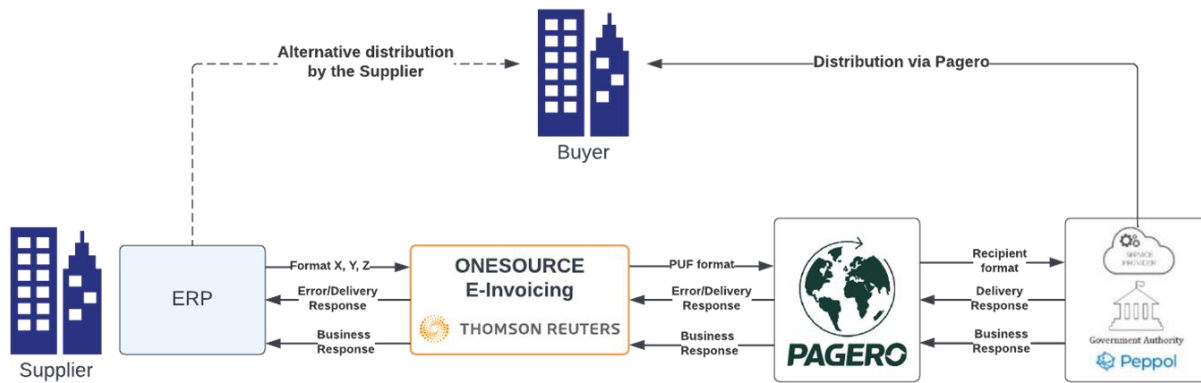 Alternative distribution
by the Supplier
Distribution via Pagero
Buyer
Supplier
ERP
Format X, Y, Z
Error/Delivery
Response
Business
Response
ONESOURCE
E-Invoicing
THOMSON REUTERS
PUF format
Error/Delivery
Response
Business
Response
PAGERO
Recipient
format
Delivery
Response
Business
Response
SERVICE
PROVIDER
Government Authority
Peppol